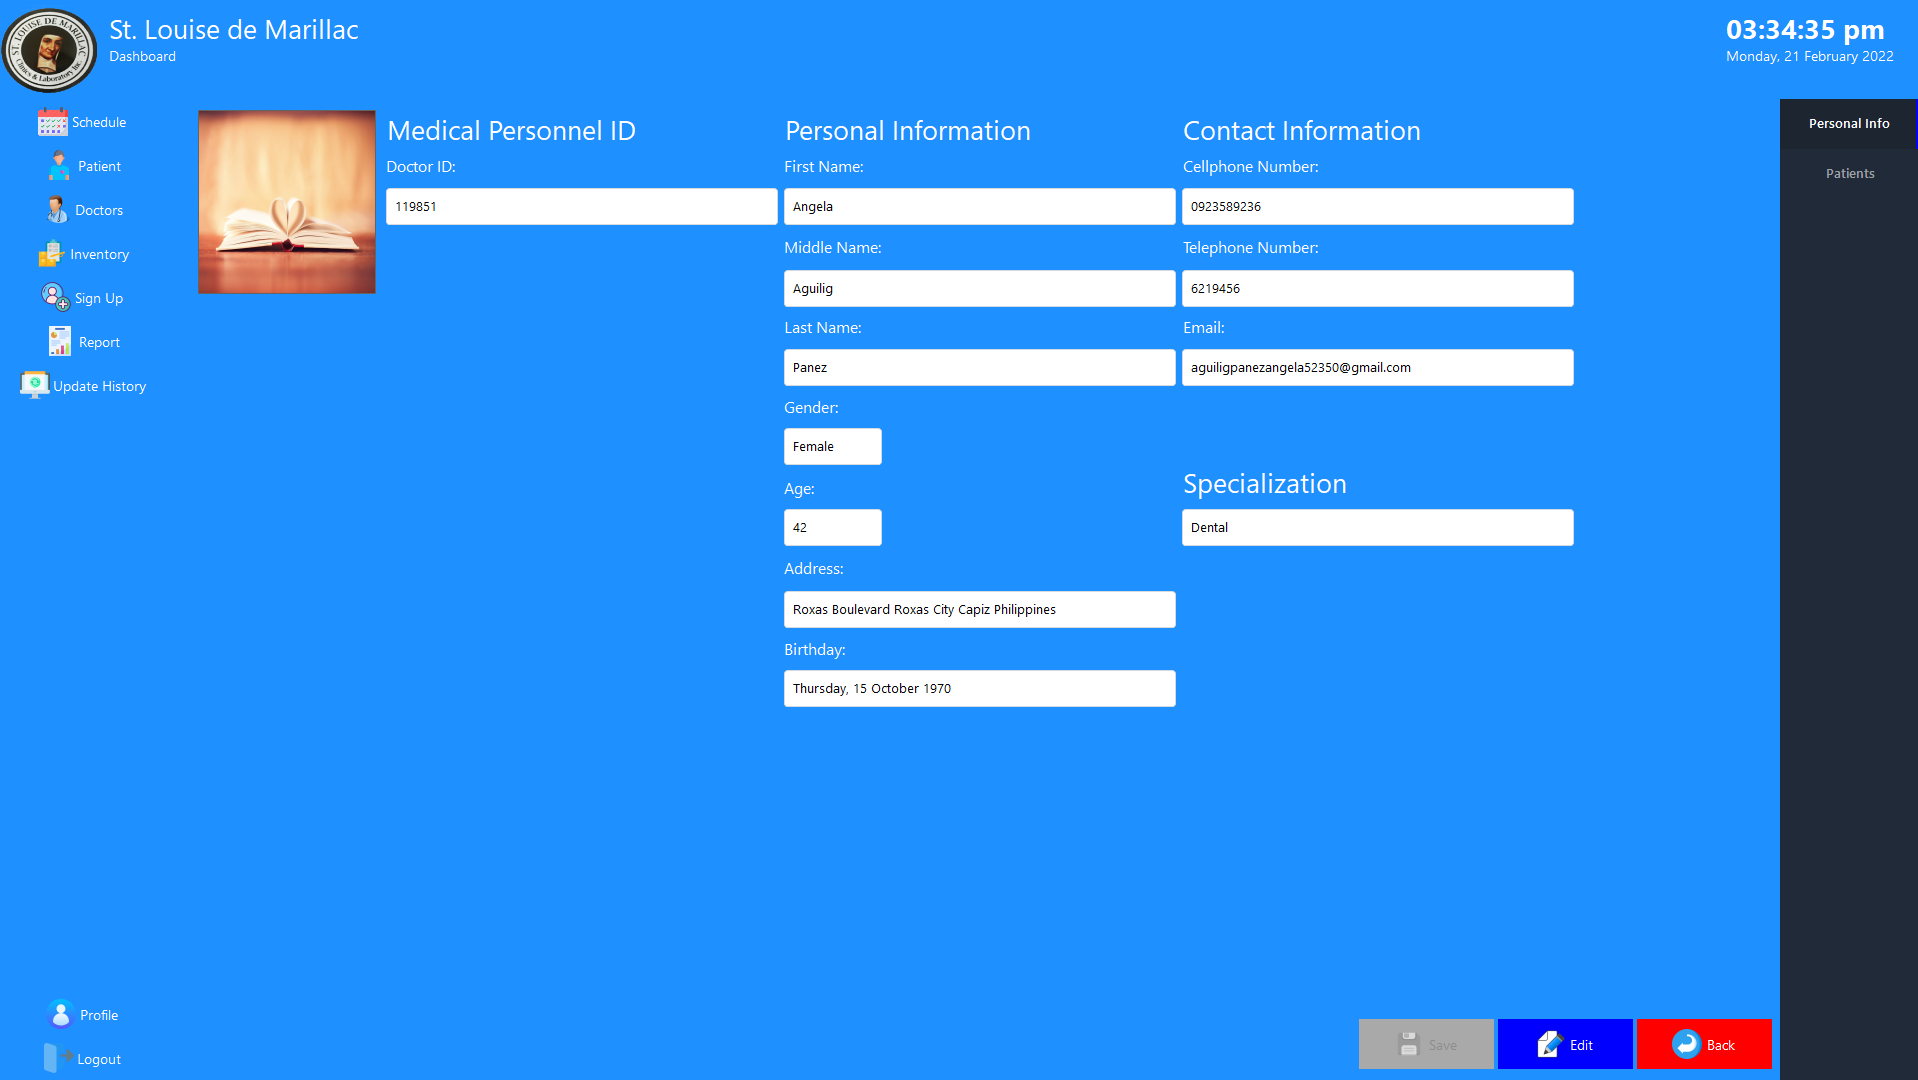 ST. LOUISE DE MARILLAC
Clinics & Laboratory Inc.
St. Louise de Marillac
Dashboard
03:34:35 pm
Monday, 21 February 2022
Schedule
Patient
Doctors
Inventory
Sign Up
Report
Update History
Profile
Logout
Medical Personnel ID
Doctor ID:
119851
Personal Information
First Name:
Angela
Middle Name:
Aguilig
Last Name:
Panez
Gender:
Female
Age:
42
Address:
Roxas Boulevard Roxas City Capiz Philippines
Birthday:
Thursday, 15 October 1970
Contact Information
Cellphone Number:
0923589236
Telephone Number:
6219456
Email:
aguiligpanezangela52350@gmail.com
Specialization
Dental
Save
Edit
Back
Personal Info
Patients